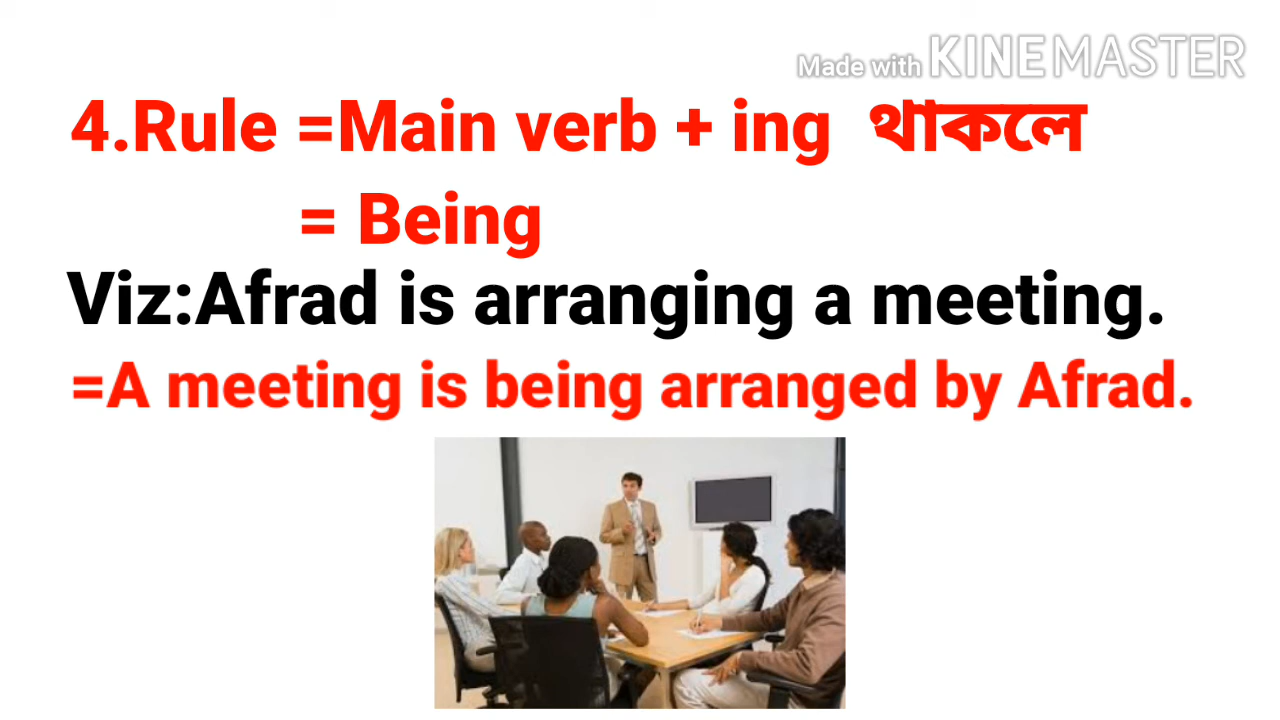 Made with KINEMASTER
4.Rule =Main verb + ing থাকলে
= Being
Viz:Afrad is arranging a meeting.
=A meeting is being arranged by Afrad.